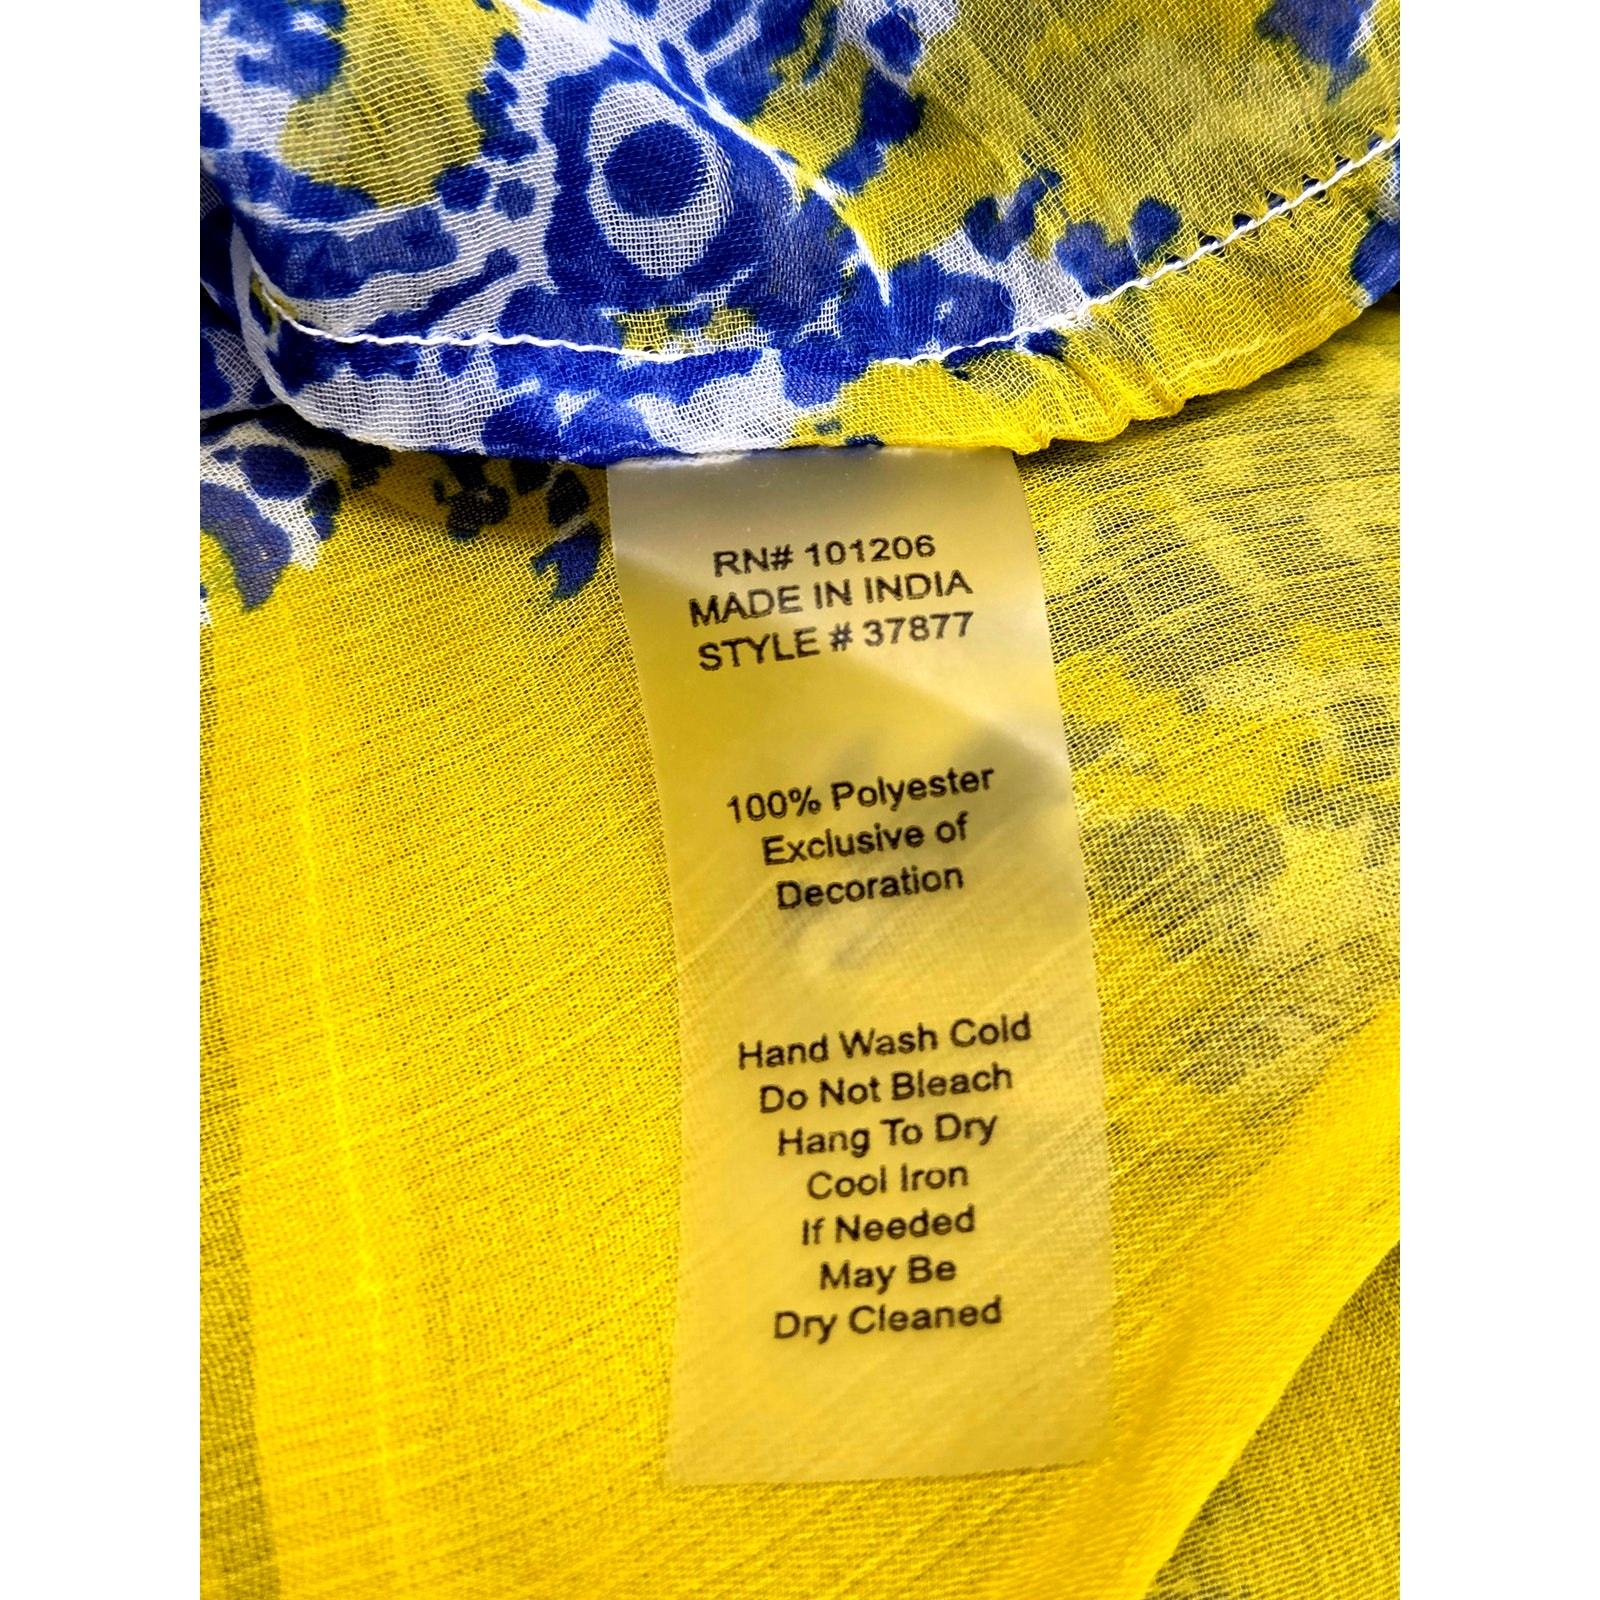 RN# 101206
MADE IN INDIA
STYLE # 37877
100% Polyester
Exclusive of
Decoration
Hand Wash Cold
Do Not Bleach
Hang To Dry
Cool Iron
If Needed
May Be
Dry Cleaned